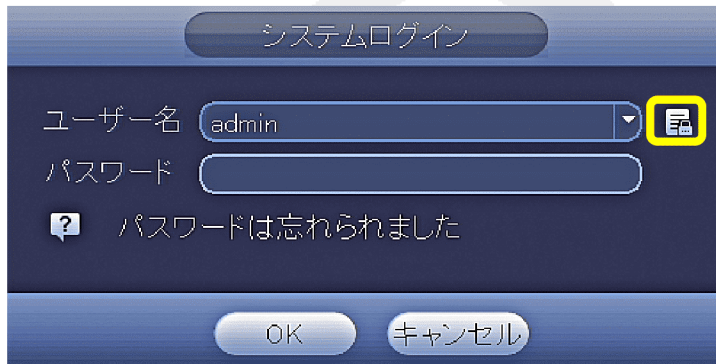 システムログイン
ユーザー名 admin
パスワード
? パスワードは忘れられました
OK キャンセル